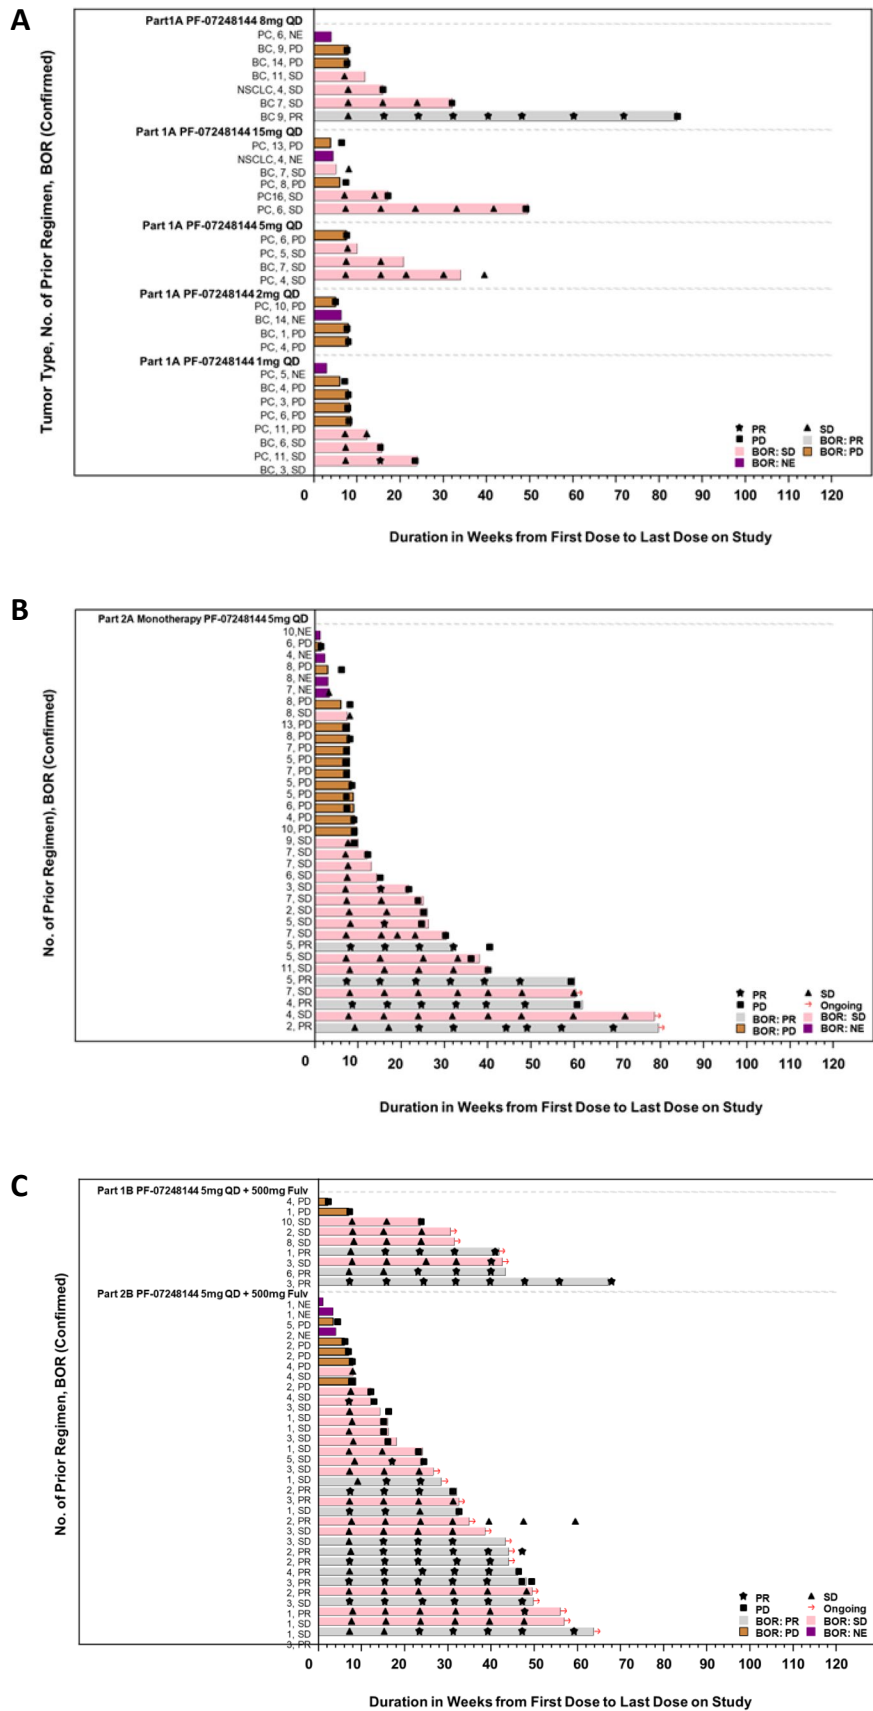 A
Tumor Type, No. of Prior Regimen, BOR (Confirmed)
Part1A PF-07248144 8mg QD
PC, 6, NE
BC, 9, PD
BC, 14, PD
BC, 11, SD
NSCLC, 4, SD
BC 7, SD
BC 9, PR
Part 1A PF-07248144 15mg QD
PC, 13, PD
NSCLC, 4, NE
BC, 7, SD
PC, 8, PD
PC16, SD
PC, 6, SD
Part 1A PF-07248144 5mg QD
PC, 6, PD
PC, 5, SD
BC, 7, SD
PC, 4, SD
Part 1A PF-07248144 2mg QD
PC, 10, PD
BC, 14, NE
BC, 1, PD
PC, 4, PD
Part 1A PF-07248144 1mg QD
PC, 5, NE
BC, 4, PD
PC, 3, PD
PC, 6, PD
PC, 11, PD
BC, 6, SD
PC, 11, SD
BC, 3, SD
PR SD
PD BOR: PR
BOR: SD BOR: PD
BOR: NE
0 10 20 30 40 50 60 70 80 90 100 110 120
Duration in Weeks from First Dose to Last Dose on Study
B
No. of Prior Regimen), BOR (Confirmed)
Part 2A Monotherapy PF-07248144 5mg QD
10,NE
6, PD
4, NE
8, PD
8, NE
7, NE
8, PD
8, SD
13, PD
8, PD
7, PD
5, PD
7, PD
5, PD
5, PD
6, PD
4, PD
10, PD
9, SD
7, SD
7, SD
6, SD
3, SD
7, SD
2, SD
5, SD
7, SD
5, PR
5, SD
11, SD
5, PR
7, SD
4, PR
4, SD
2, PR
PR SD
PD Ongoing
BOR: PR BOR: SD
BOR: PD BOR: NE
0 10 20 30 40 50 60 70 80 90 100 110 120
Duration in Weeks from First Dose to Last Dose on Study
C
No. of Prior Regimen, BOR (Confirmed)
Part 1B PF-07248144 5mg QD + 500mg Fulv
4, PD
1, PD
10, SD
2, SD
8, SD
1, PR
3, SD
6, PR
3, PR
Part 2B PF-07248144 5mg QD + 500mg Fulv
1, NE
1, NE
5, PD
2, NE
2, PD
2, PD
4, PD
4, SD
2, PD
4, SD
3, SD
1, SD
1, SD
3, SD
1, SD
5, SD
3, SD
1, SD
2, PR
3, PR
1, SD
2, PR
3, SD
2, PR
2, PR
4, PR
3, PR
2, PR
3, SD
1, PR
1, SD
1, SD
3, PR
PR SD
PD Ongoing
BOR: PR BOR: SD
BOR: PD BOR: NE
0 10 20 30 40 50 60 70 80 90 100 110 120
Duration in Weeks from First Dose to Last Dose on Study